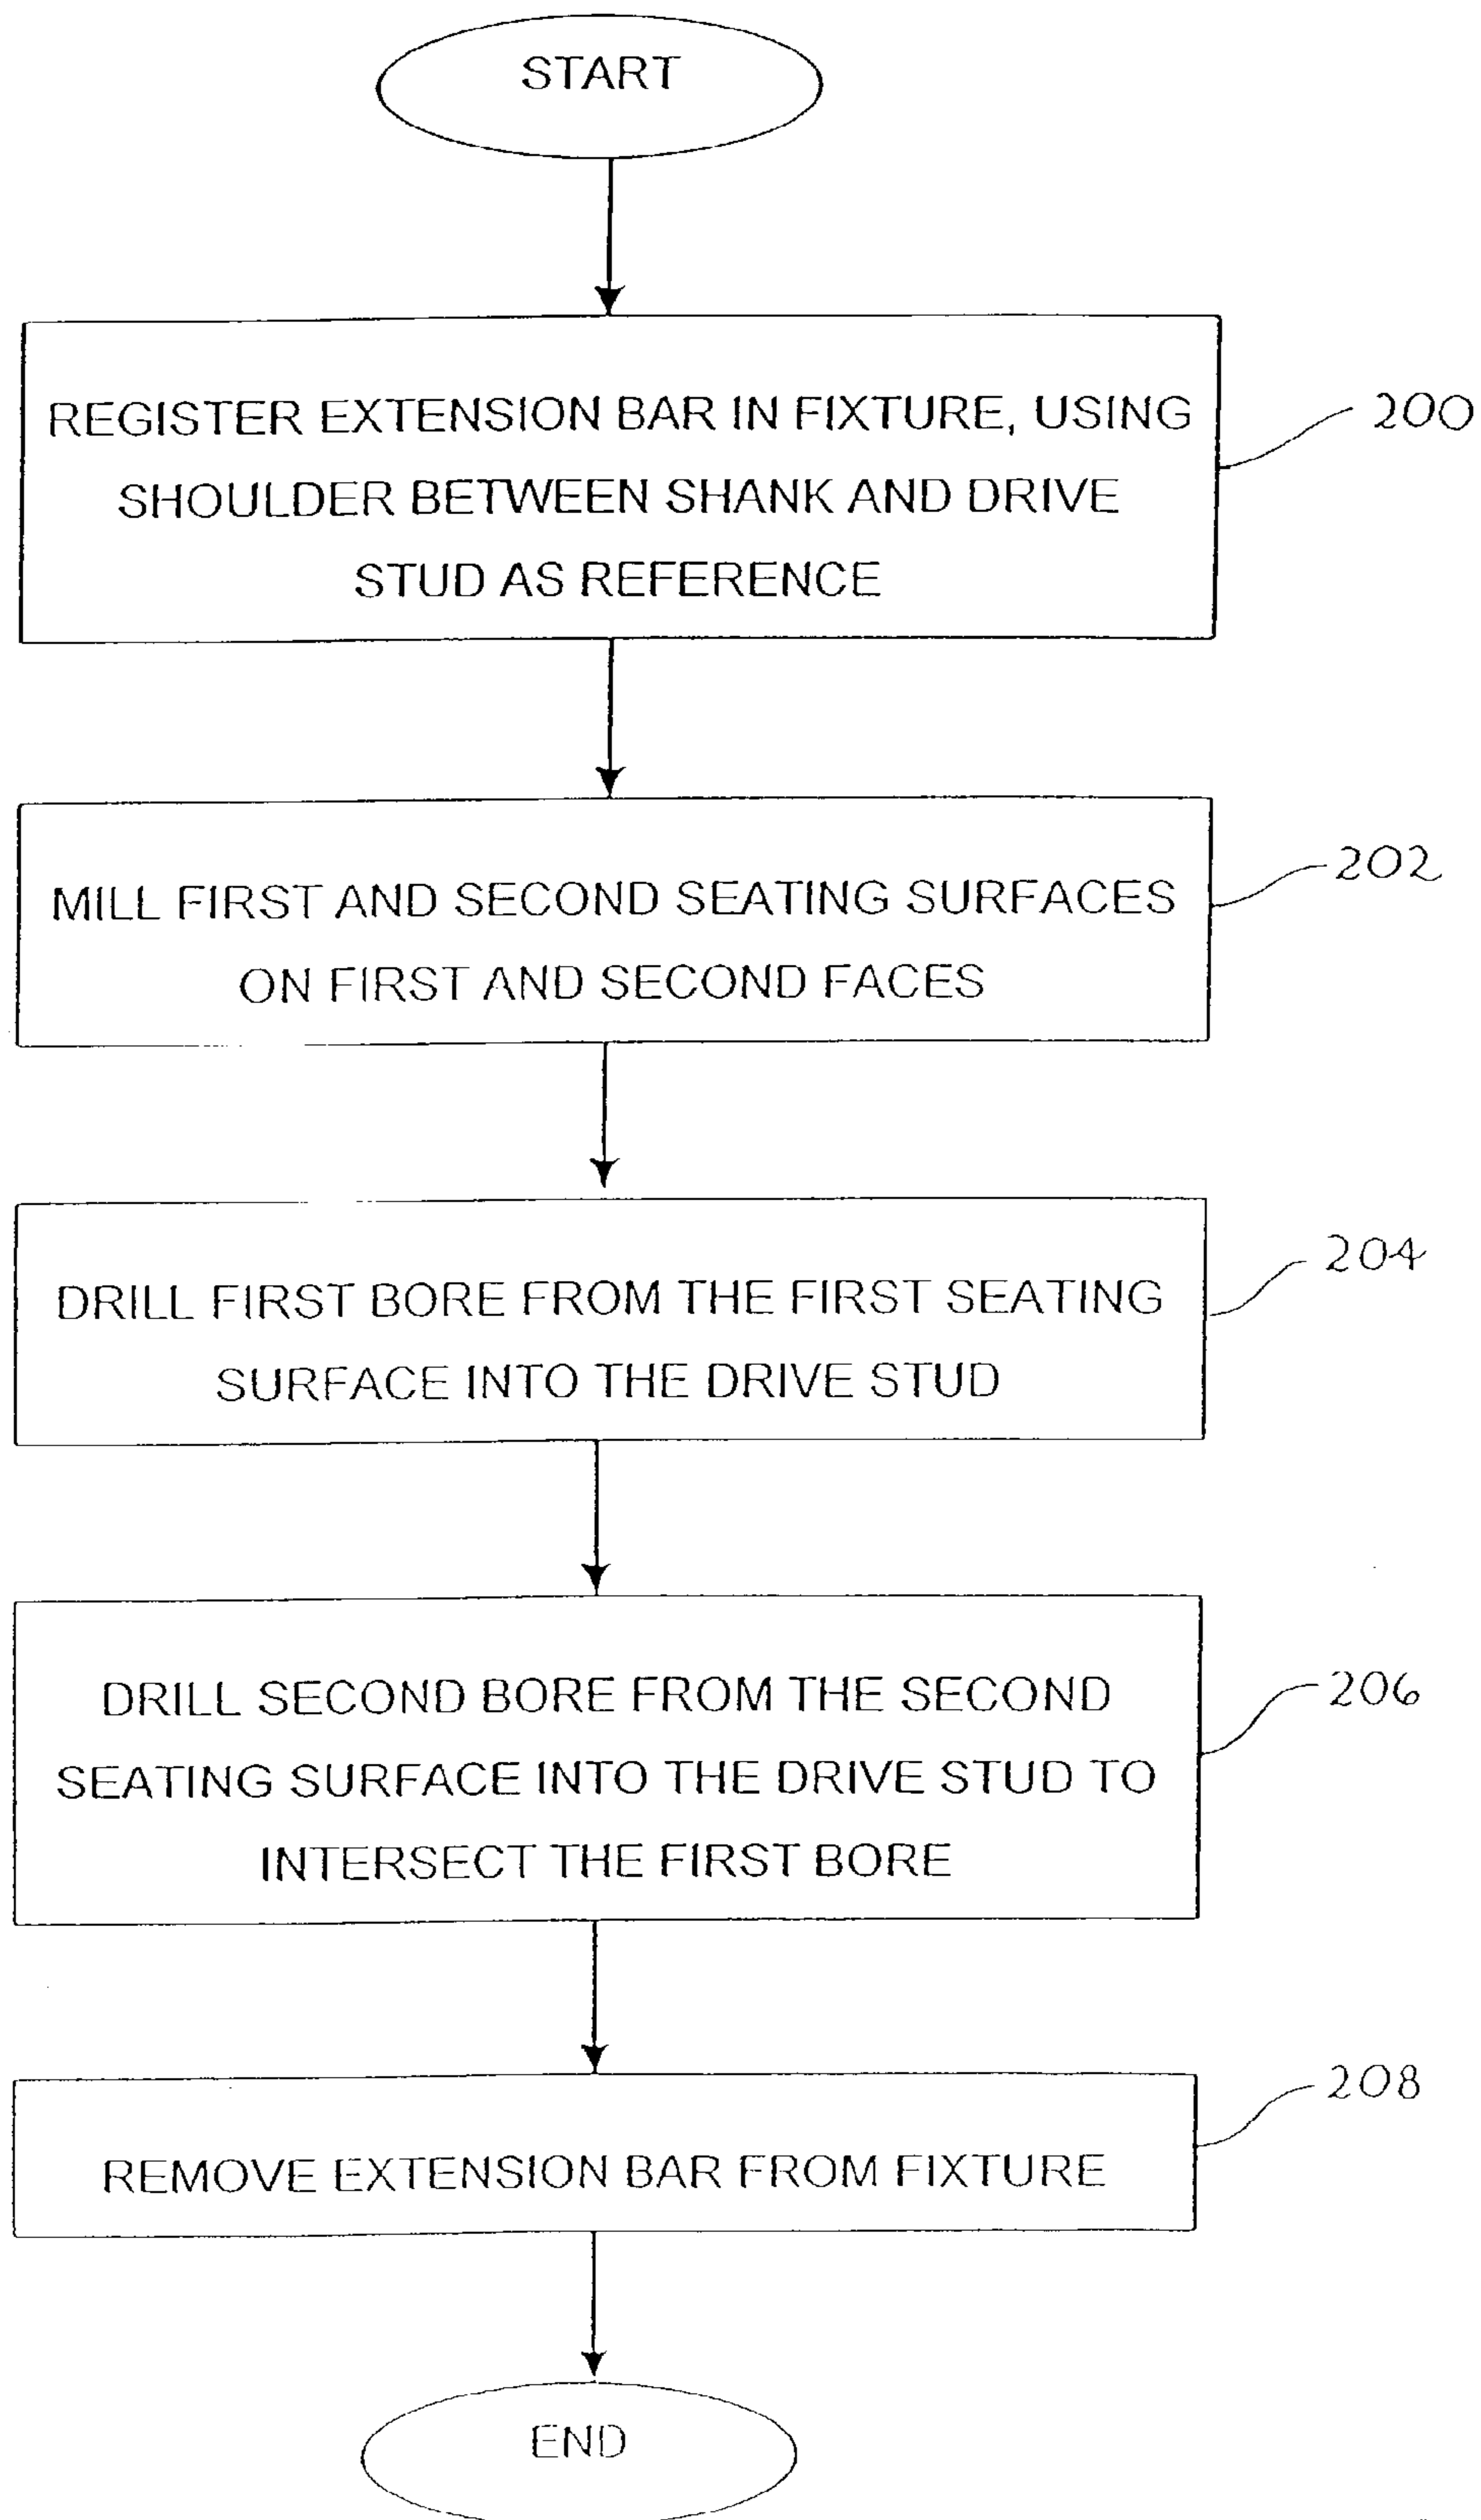 START
REGISTER EXTENSION BAR IN FIXTURE, USING
SHOULDER BETWEEN SHANK AND DRIVE
STUD AS REFERENCE
200
MILL FIRST AND SECOND SEATING SURFACES
ON FIRST AND SECOND FACES
202
DRILL FIRST BORE FROM THE FIRST SEATING
SURFACE INTO THE DRIVE STUD
204
DRILL SECOND BORE FROM THE SECOND
SEATING SURFACE INTO THE DRIVE STUD TO
INTERSECT THE FIRST BORE
206
REMOVE EXTENSION BAR FROM FIXTURE
208
END